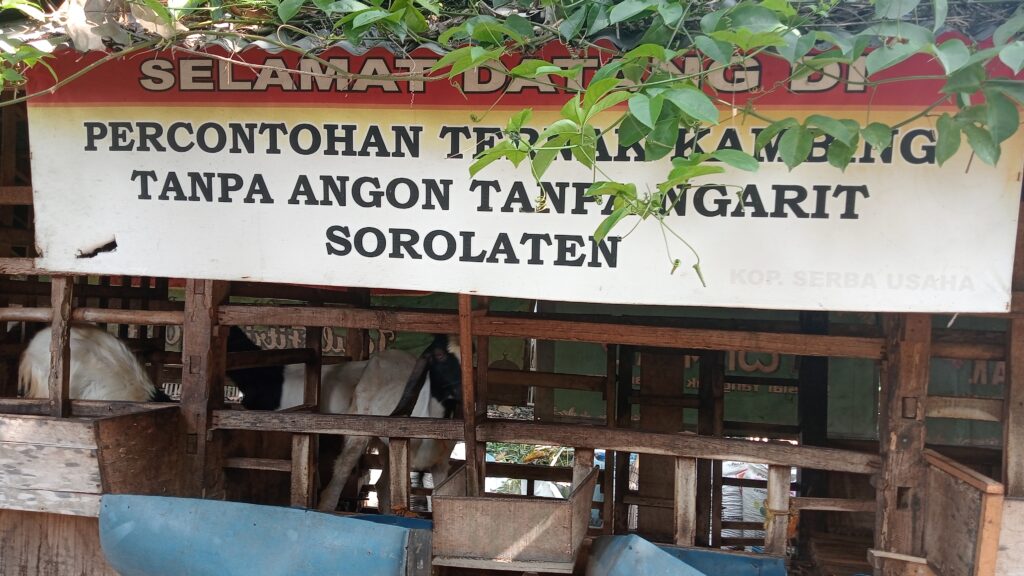 SELAMAT DATANG DI
PERCONTOHAN TERNAK KAMBING
TANPA ANGON TANPA NGARIT
SOROLATEN
KOP. SERBA USAHA